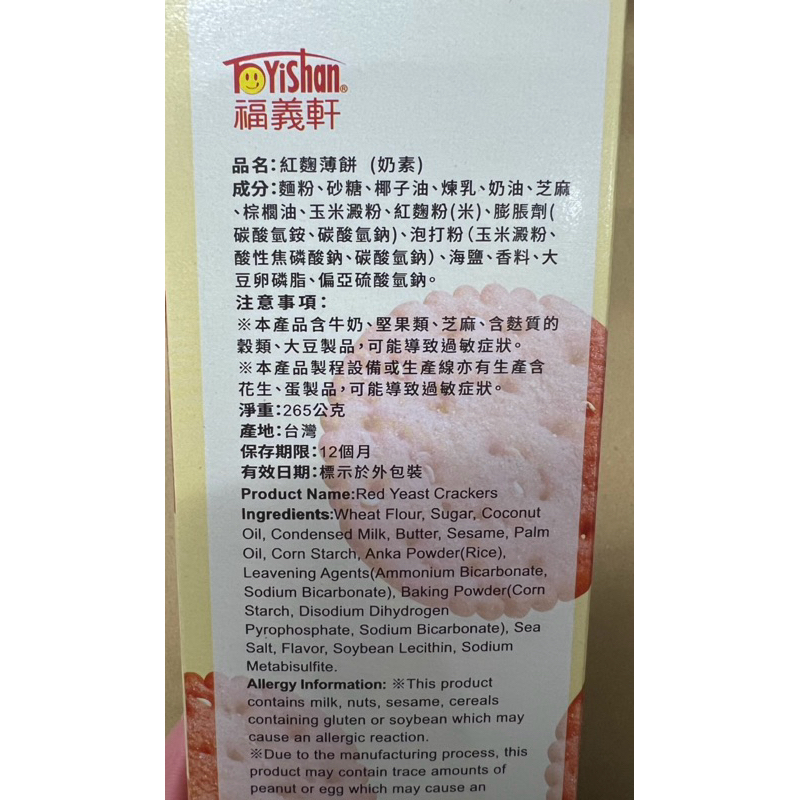 ToYiShan®
福義軒
品名:紅麴薄餅 (奶素)
成分:麵粉、砂糖、椰子油、煉乳、奶油、芝麻
、棕櫚油、玉米澱粉、紅麴粉(米)、膨脹劑(
碳酸氫銨、碳酸氫鈉)、泡打粉(玉米澱粉、
酸性焦磷酸鈉、碳酸氫鈉)、海鹽、香料、大
豆卵磷脂、偏亞硫酸氫鈉。
注意事項:
※本產品含牛奶、堅果類、芝麻、含麩質的
穀類、大豆製品,可能導致過敏症狀。
※本產品製程設備或生產線亦有生產含
花生、蛋製品,可能導致過敏症狀。
淨重:265公克
產地:台灣
保存期限:12個月
有效日期:標示於外包裝
Product Name:Red Yeast Crackers
Ingredients:Wheat Flour, Sugar, Coconut
Oil, Condensed Milk, Butter, Sesame, Palm
Oil, Corn Starch, Anka Powder(Rice),
Leavening Agents(Ammonium Bicarbonate,
Sodium Bicarbonate), Baking Powder(Corn
Starch, Disodium Dihydrogen
Pyrophosphate, Sodium Bicarbonate), Sea
Salt, Flavor, Soybean Lecithin, Sodium
Metabisulfite.
Allergy Information: ※This product
contains milk, nuts, sesame, cereals
containing gluten or soybean which may
cause an allergic reaction.
※Due to the manufacturing process, this
product may contain trace amounts of
peanut or egg which may cause an